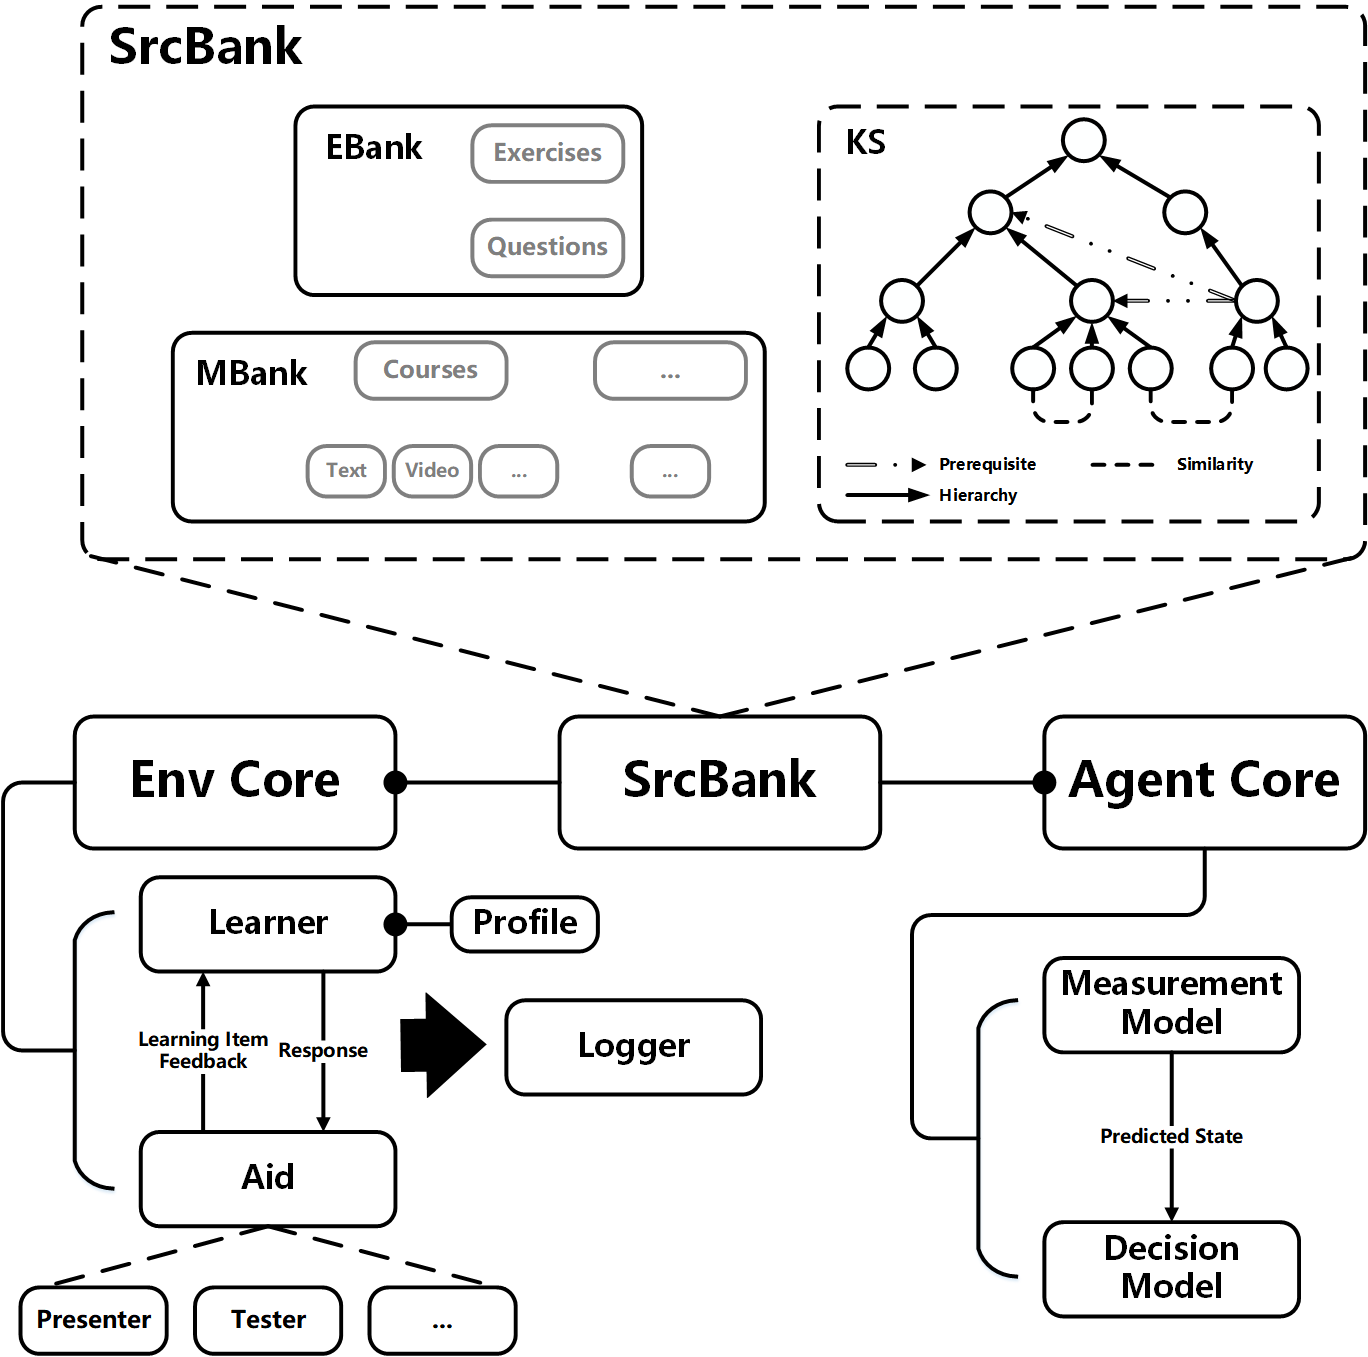 SrcBank
EBank
Exercises
Questions
MBank
Courses
...
Text
Video
...
...
KS
Prerequisite
Similarity
Hierarchy
Env Core
SrcBank
Agent Core
Learner
Profile
Learning Item
Feedback
Response
Logger
Aid
Presenter
Tester
...
Measurement
Model
Predicted State
Decision
Model